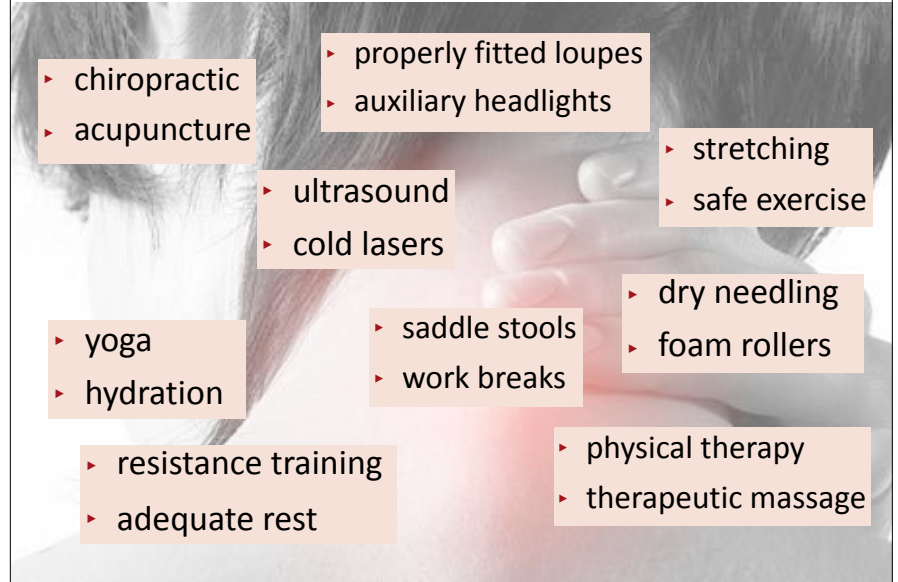 ▸ chiropractic
▸ acupuncture
▸ properly fitted loupes
▸ auxiliary headlights
▸ stretching
▸ safe exercise
▸ ultrasound
▸ cold lasers
▸ dry needling
▸ foam rollers
▸ yoga
▸ hydration
▸ saddle stools
▸ work breaks
▸ resistance training
▸ adequate rest
▸ physical therapy
▸ therapeutic massage